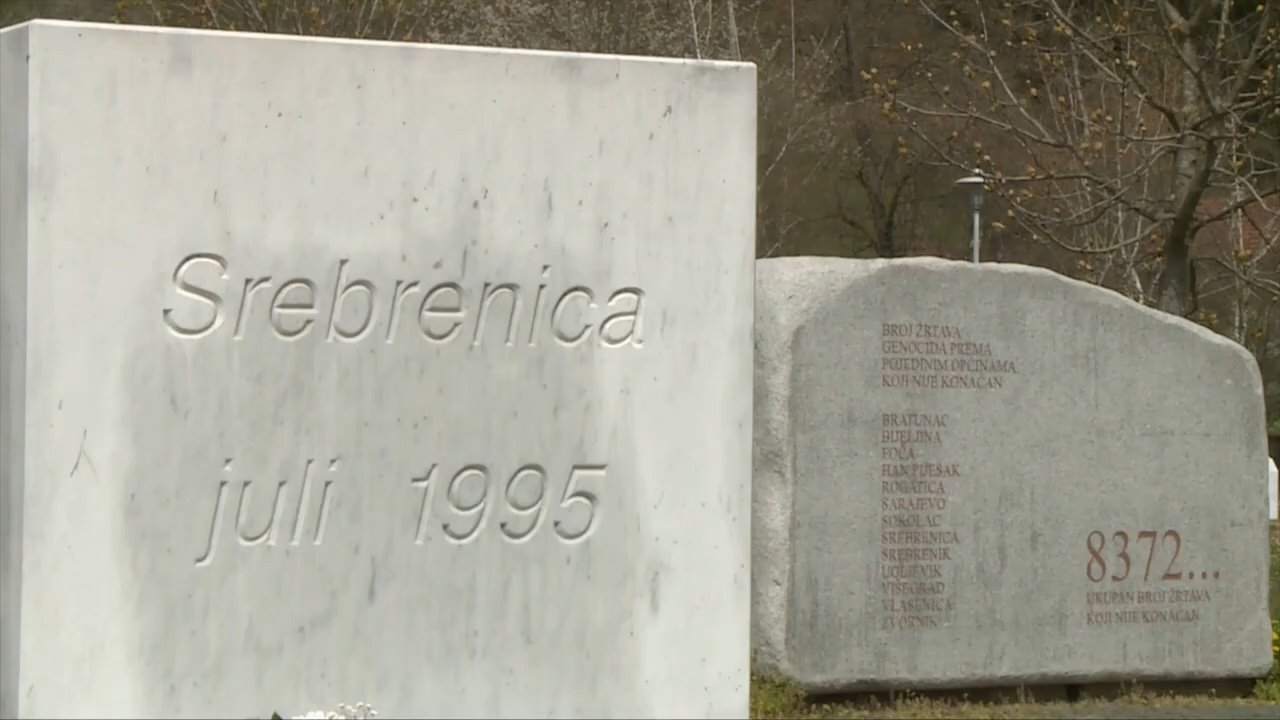 Srebrenica
juli 1995
BROJ ŽRTAVA
GENOCIDA PREMA
POJEDINIM OPĆINAMA,
KOJI NIJE KONAČAN
BRATUNAC
BIJELJINA
FOČA
HAN PIJESAK
ROGATICA
SARAJEVO
SOKOLAC
SREBRENICA
SREBRENIK
UGLJEVIK
VIŠEGRAD
VLASENICA
ZVORNIK
8372...
UKUPAN BROJ ŽRTAVA
KOJI NIJE KONAČAN